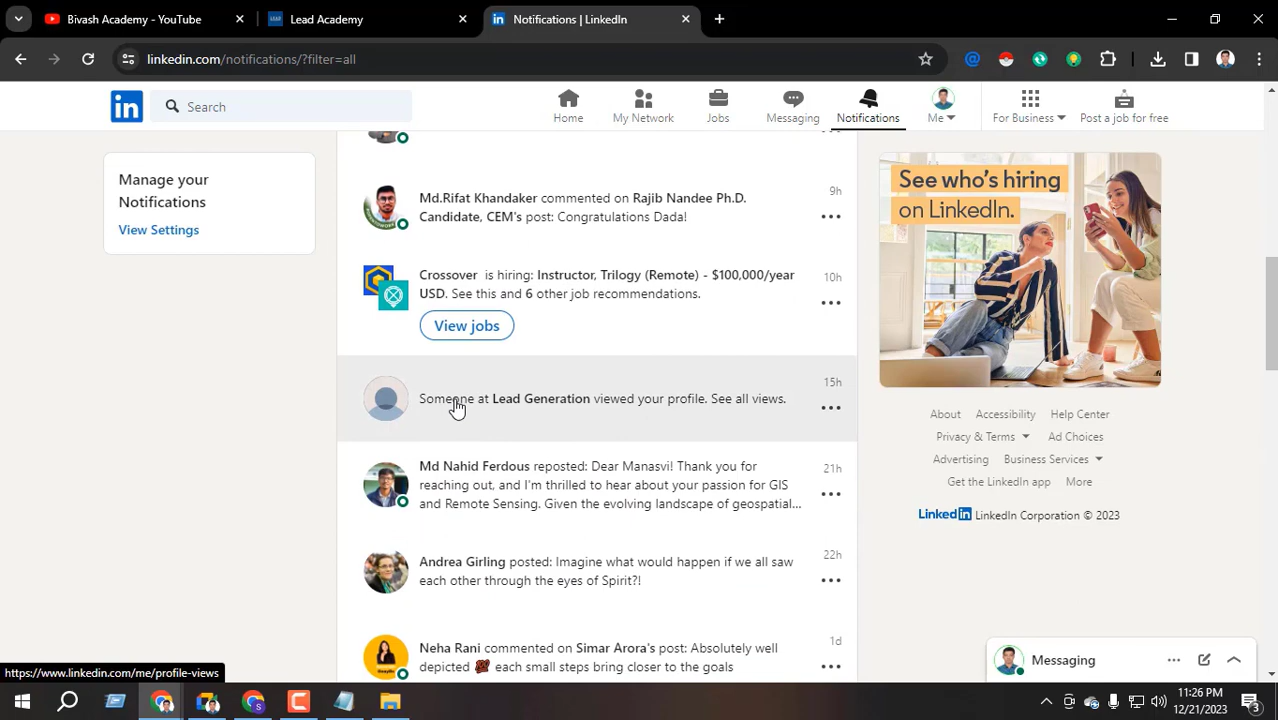 Bivash Academy - YouTube
LEAD Lead Academy
in Notifications | LinkedIn
linkedin.com/notifications/?filter=all
in
Search
Home
My Network
Jobs
Messaging
Notifications
Me
For Business
Post a job for free
Manage your
Notifications
View Settings
Md.Rifat Khandaker commented on Rajib Nandee Ph.D.
Candidate, CEM's post: Congratulations Dada!
9h
Crossover is hiring: Instructor, Trilogy (Remote) - $100,000/year
USD. See this and 6 other job recommendations.
10h
View jobs
Someone at Lead Generation viewed your profile. See all views.
15h
Md Nahid Ferdous reposted: Dear Manasvi! Thank you for
reaching out, and I'm thrilled to hear about your passion for GIS
and Remote Sensing. Given the evolving landscape of geospatial...
21h
Andrea Girling posted: Imagine what would happen if we all saw
each other through the eyes of Spirit?!
22h
Neha Rani commented on Simar Arora's post: Absolutely well
depicted 💯 each small steps bring closer to the goals
1d
See who's hiring
on LinkedIn.
About Accessibility Help Center
Privacy & Terms Ad Choices
Advertising Business Services
Get the LinkedIn app More
LinkedIn LinkedIn Corporation © 2023
Messaging
https://www.linkedin.com/me/profile-views
11:26 PM
12/21/2023
3